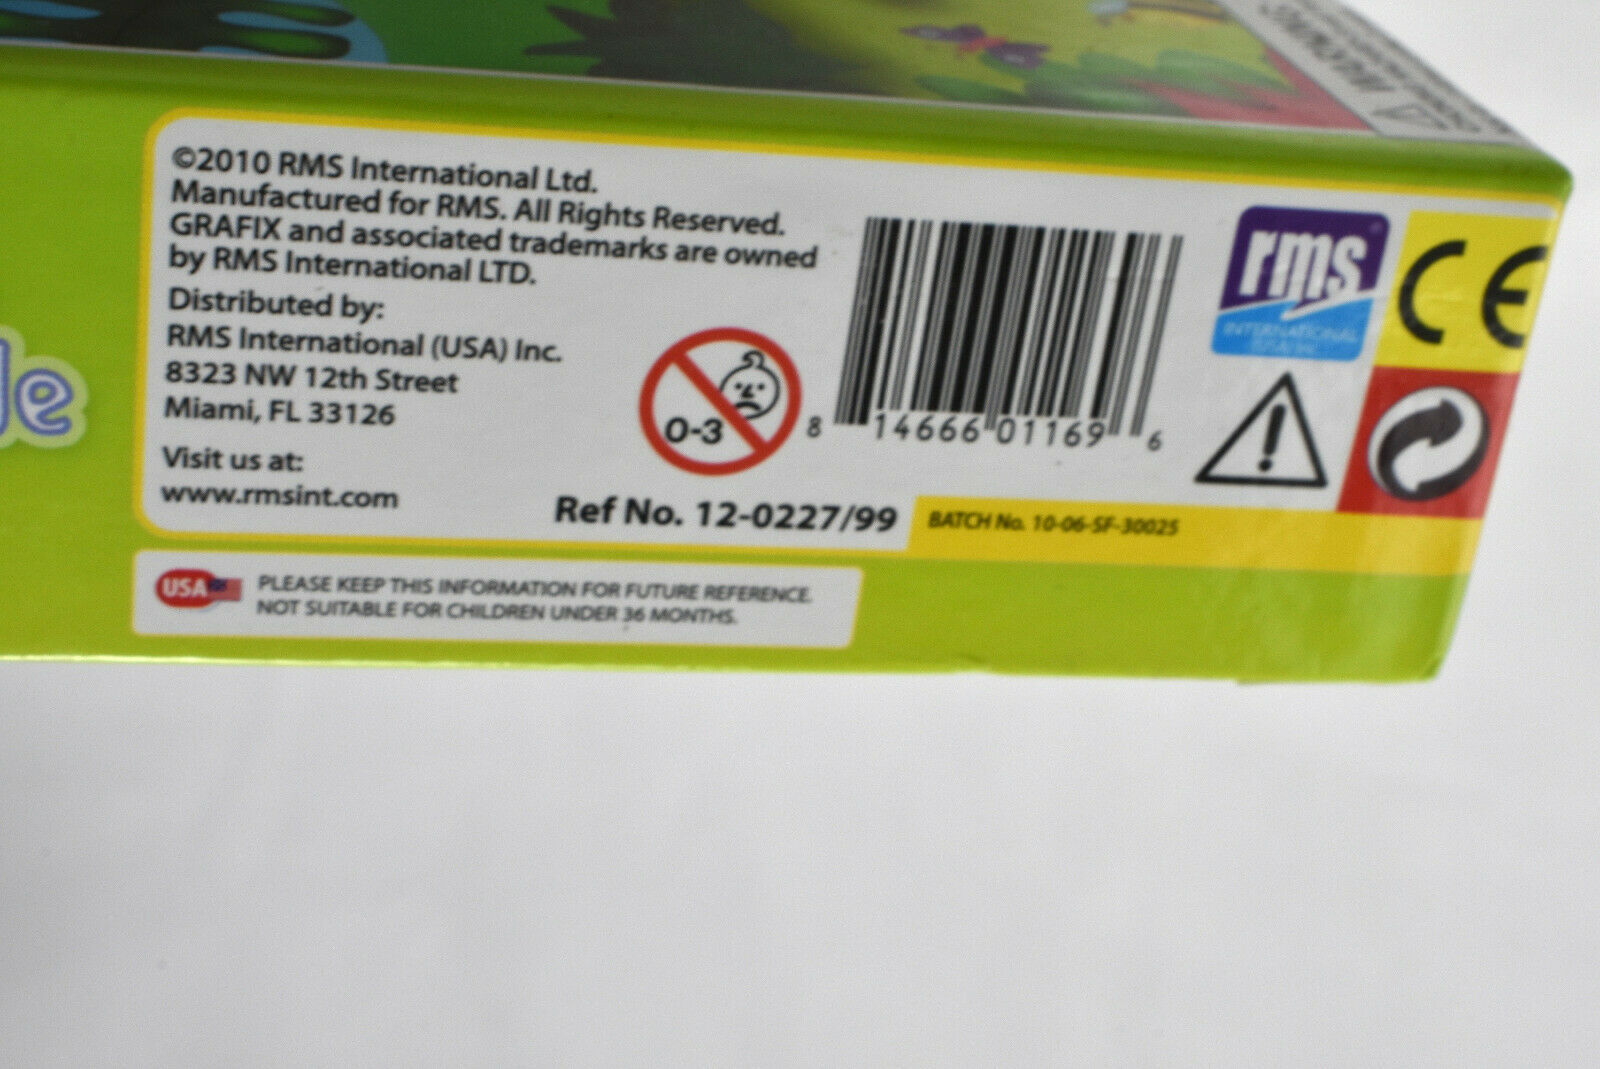 WARNING
©2010 RMS International Ltd.
Manufactured for RMS. All Rights Reserved.
GRAFIX and associated trademarks are owned
by RMS International LTD.
Distributed by:
RMS International (USA) Inc.
8323 NW 12th Street
Miami, FL 33126
Visit us at:
www.rmsint.com
0-3
8 14666 01169 6
Ref No. 12-0227/99
BATCH No. 10-06-SF-30025
rms
INTERNATIONAL
CE
USA
PLEASE KEEP THIS INFORMATION FOR FUTURE REFERENCE.
NOT SUITABLE FOR CHILDREN UNDER 36 MONTHS.